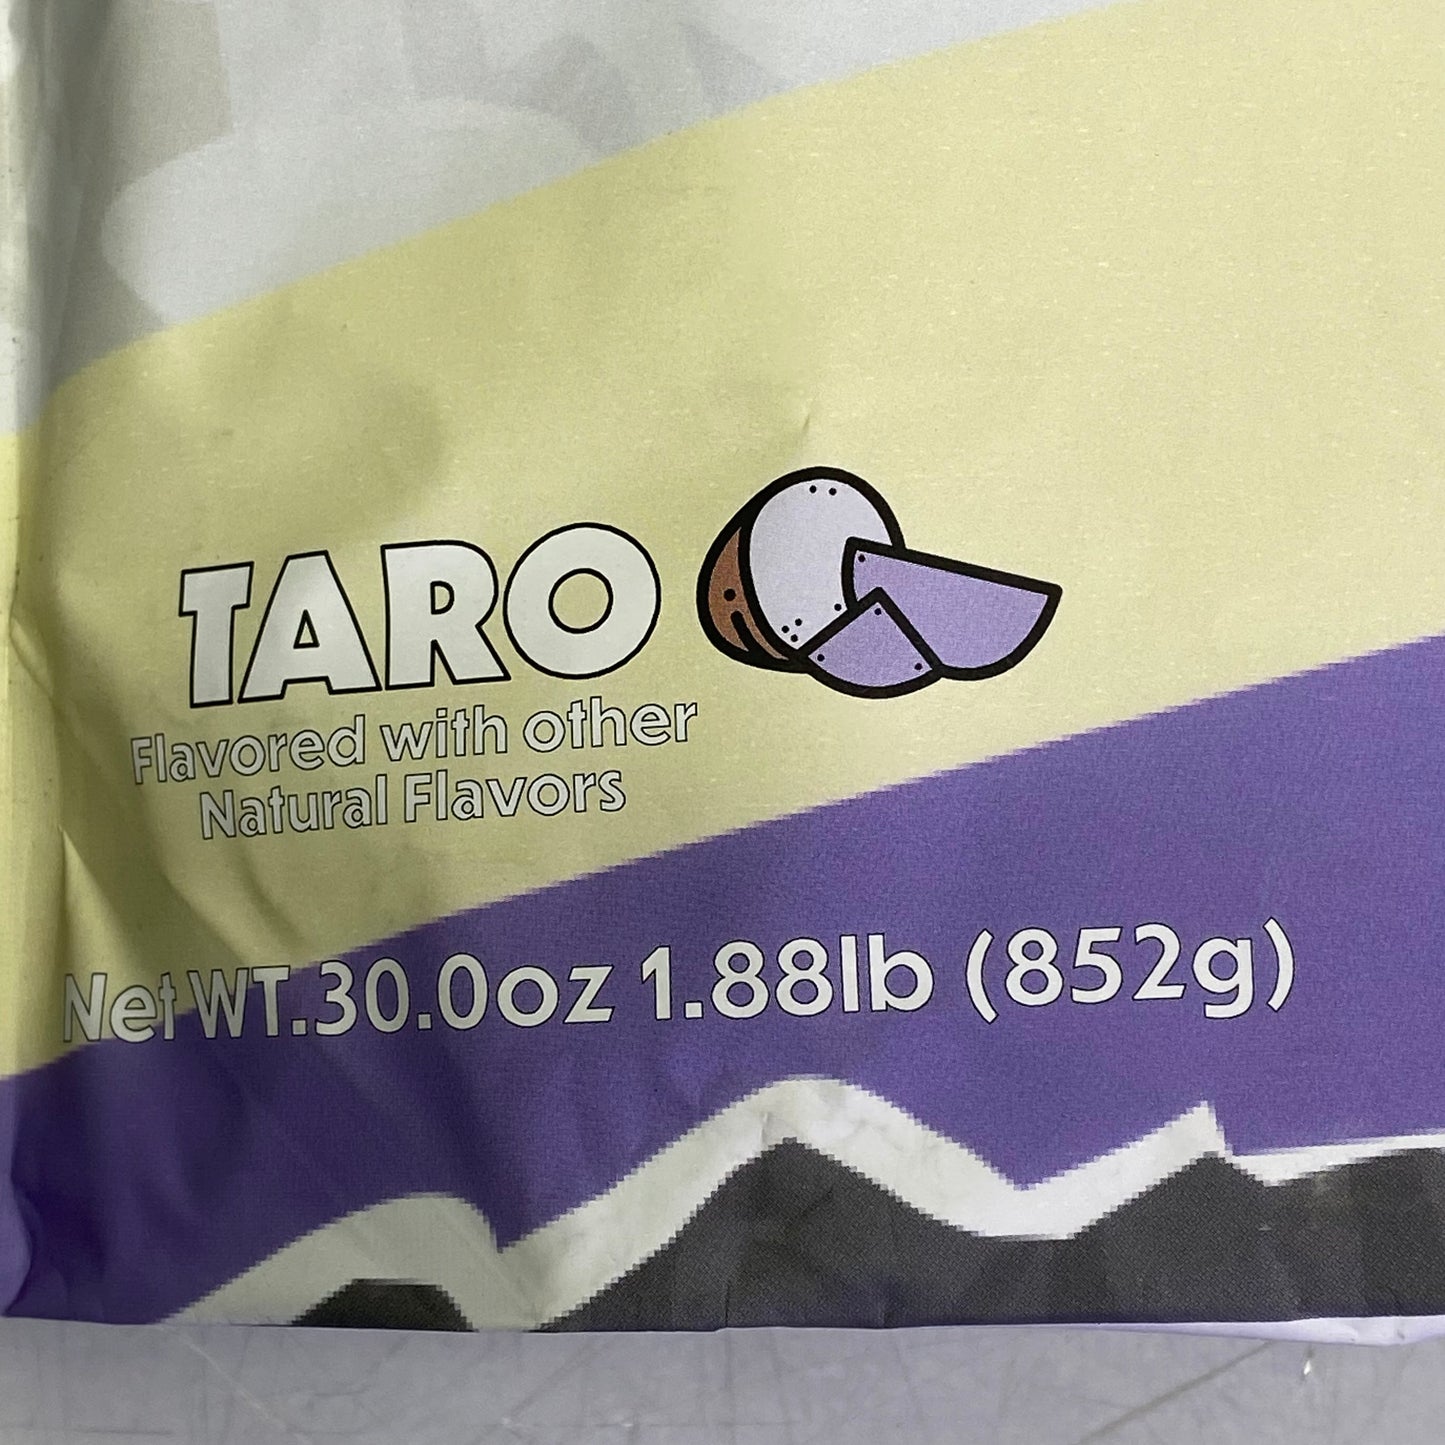 TARO
Flavored with other
Natural Flavors
Net WT.30.0oz 1.88lb (852g)